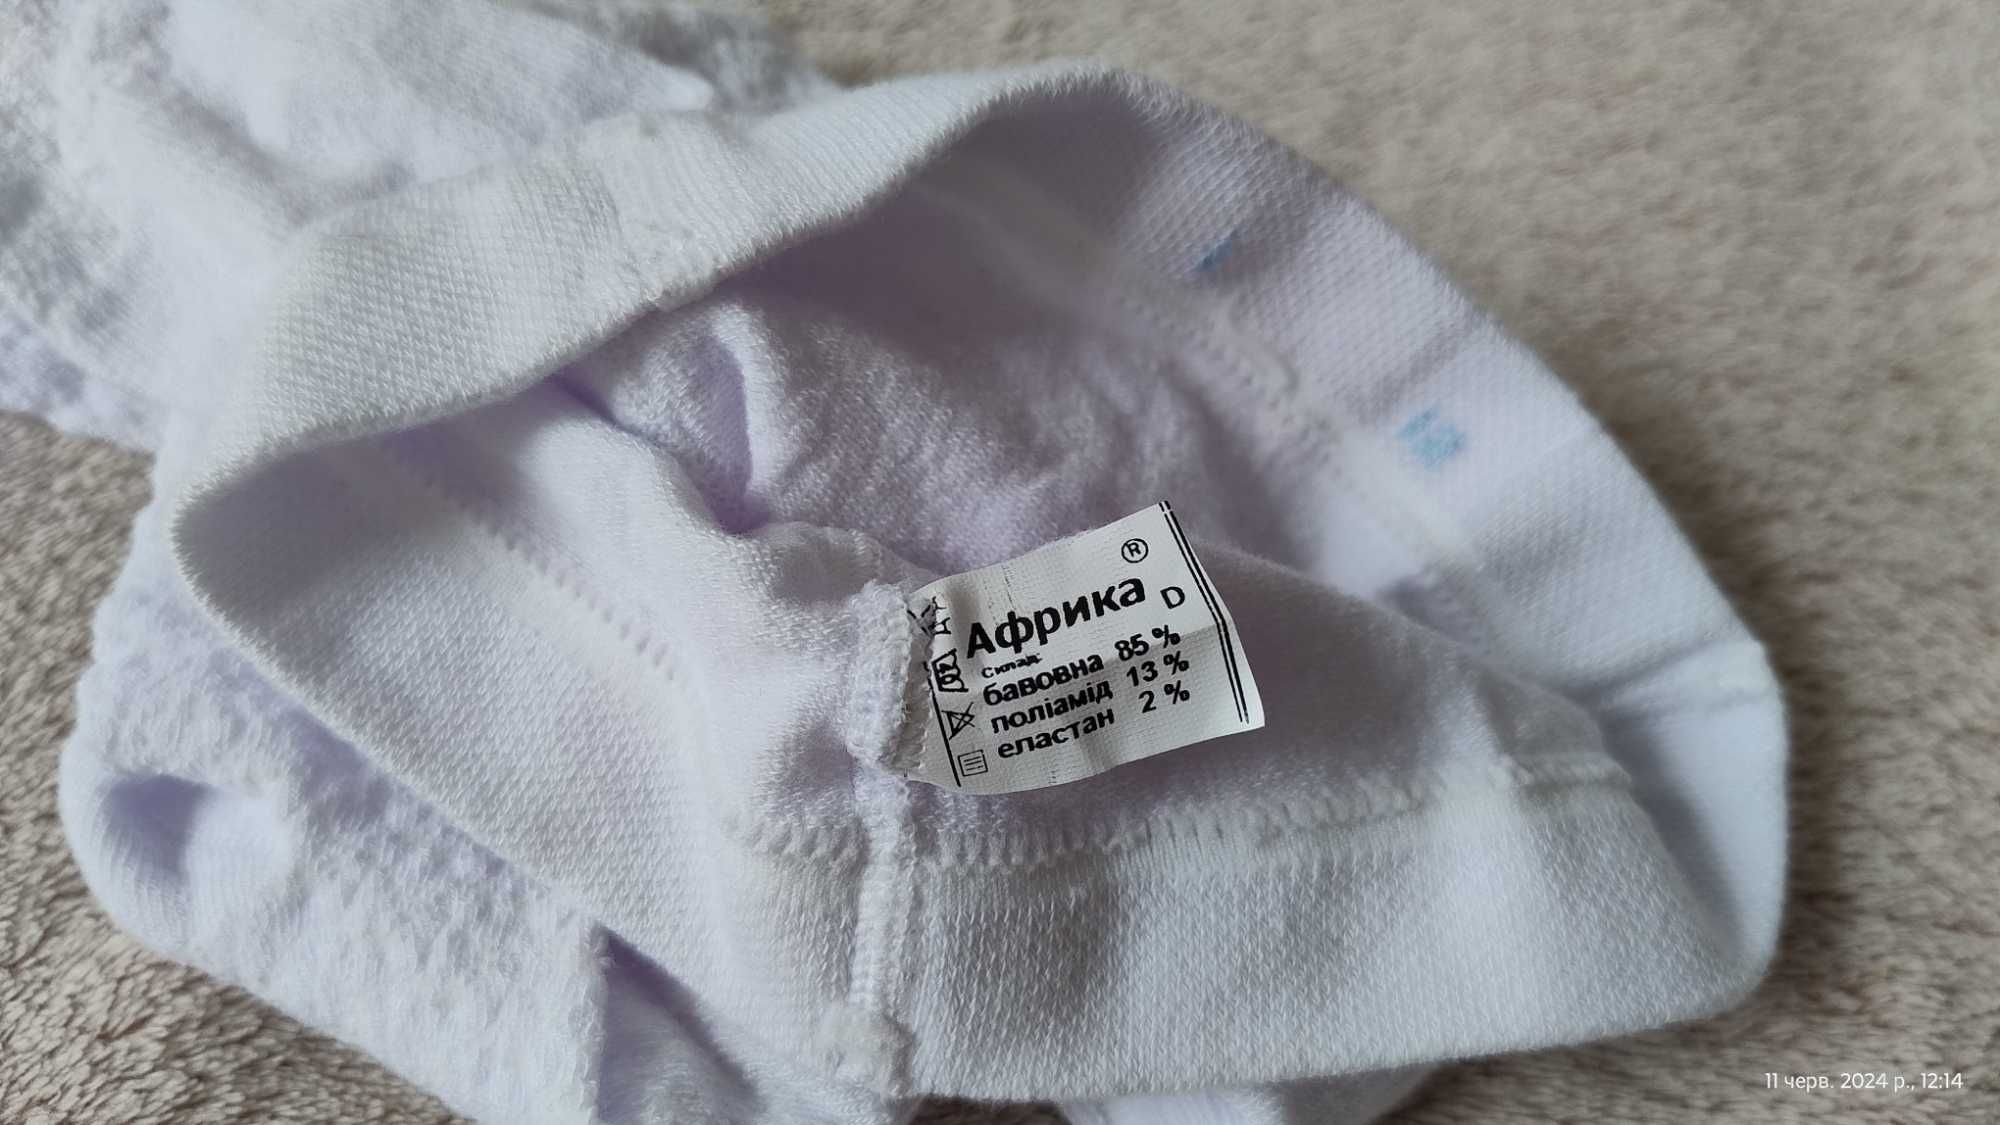 ®
Африка D
Склад:
бавовна 85 %
поліамід 13 %
еластан 2 %
11 черв. 2024 р., 12:14